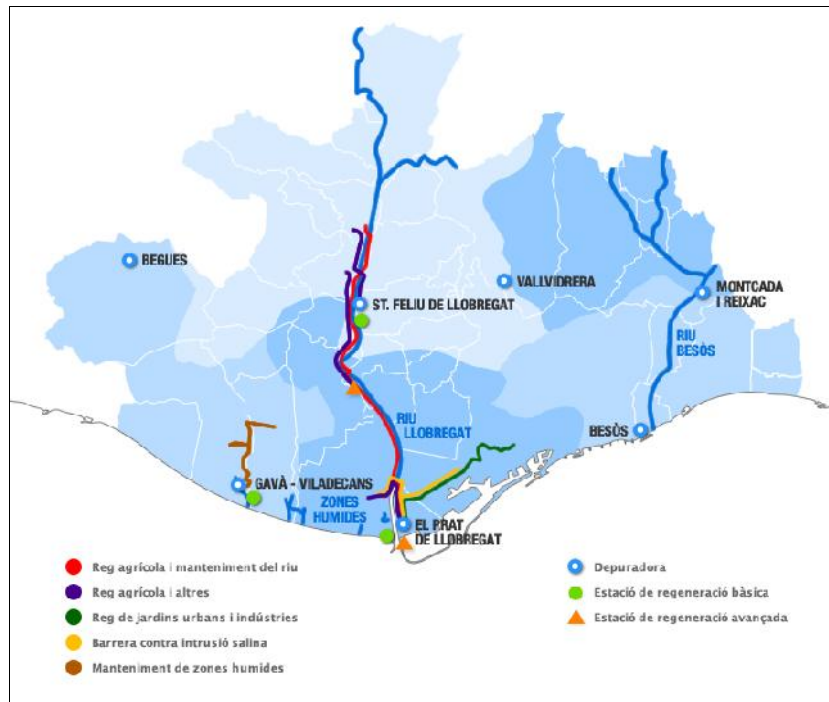 BEGUES
VALLVIDRERA
MONTCADA
I REIXAC
ST. FELIU DE LLOBREGAT
RIU
BESÒS
RIU
LLOBREGAT
BESÒS
GAVÀ - VILADECANS
ZONES
HUMIDES
EL PRAT
DE LLOBREGAT
Reg agrícola i manteniment del riu
Reg agrícola i altres
Reg de jardins urbans i indústries
Barrera contra intrusió salina
Manteniment de zones humides
Depuradora
Estació de regeneració bàsica
Estació de regeneració avançada